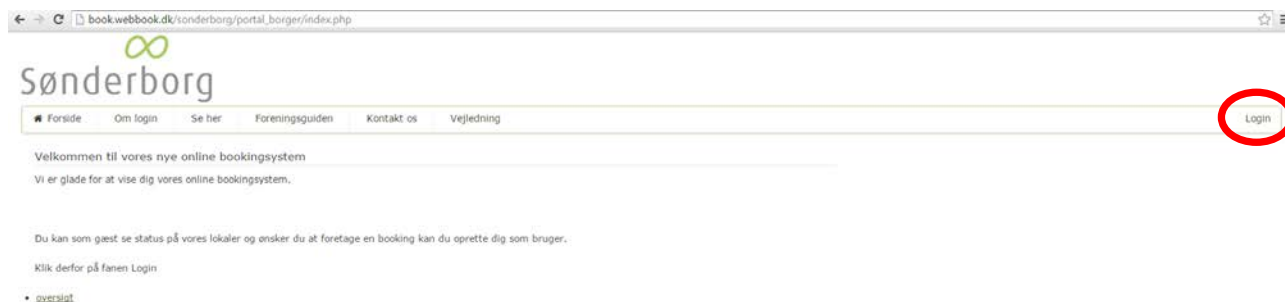 book.webbook.dk/sonderborg/portal_borger/index.php
Sønderborg
Forside Om login Se her Foreningsguiden Kontakt os Vejledning Login
Velkommen til vores nye online bookingsystem
Vi er glade for at vise dig vores online bookingsystem.
Du kan som gæst se status på vores lokaler og ønsker du at foretage en booking kan du oprette dig som bruger.
Klik derfor på fanen Login
• oversigt